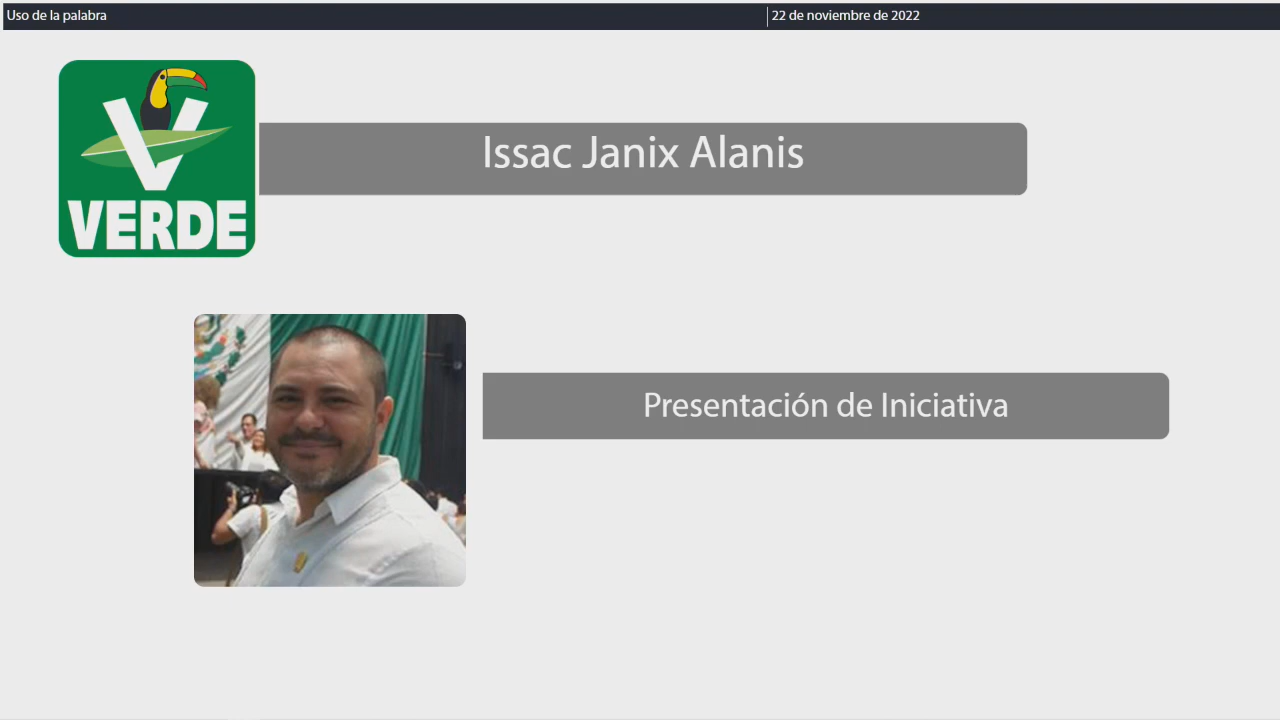 Uso de la palabra
22 de noviembre de 2022
V
VERDE
Issac Janix Alanis
Presentación de Iniciativa